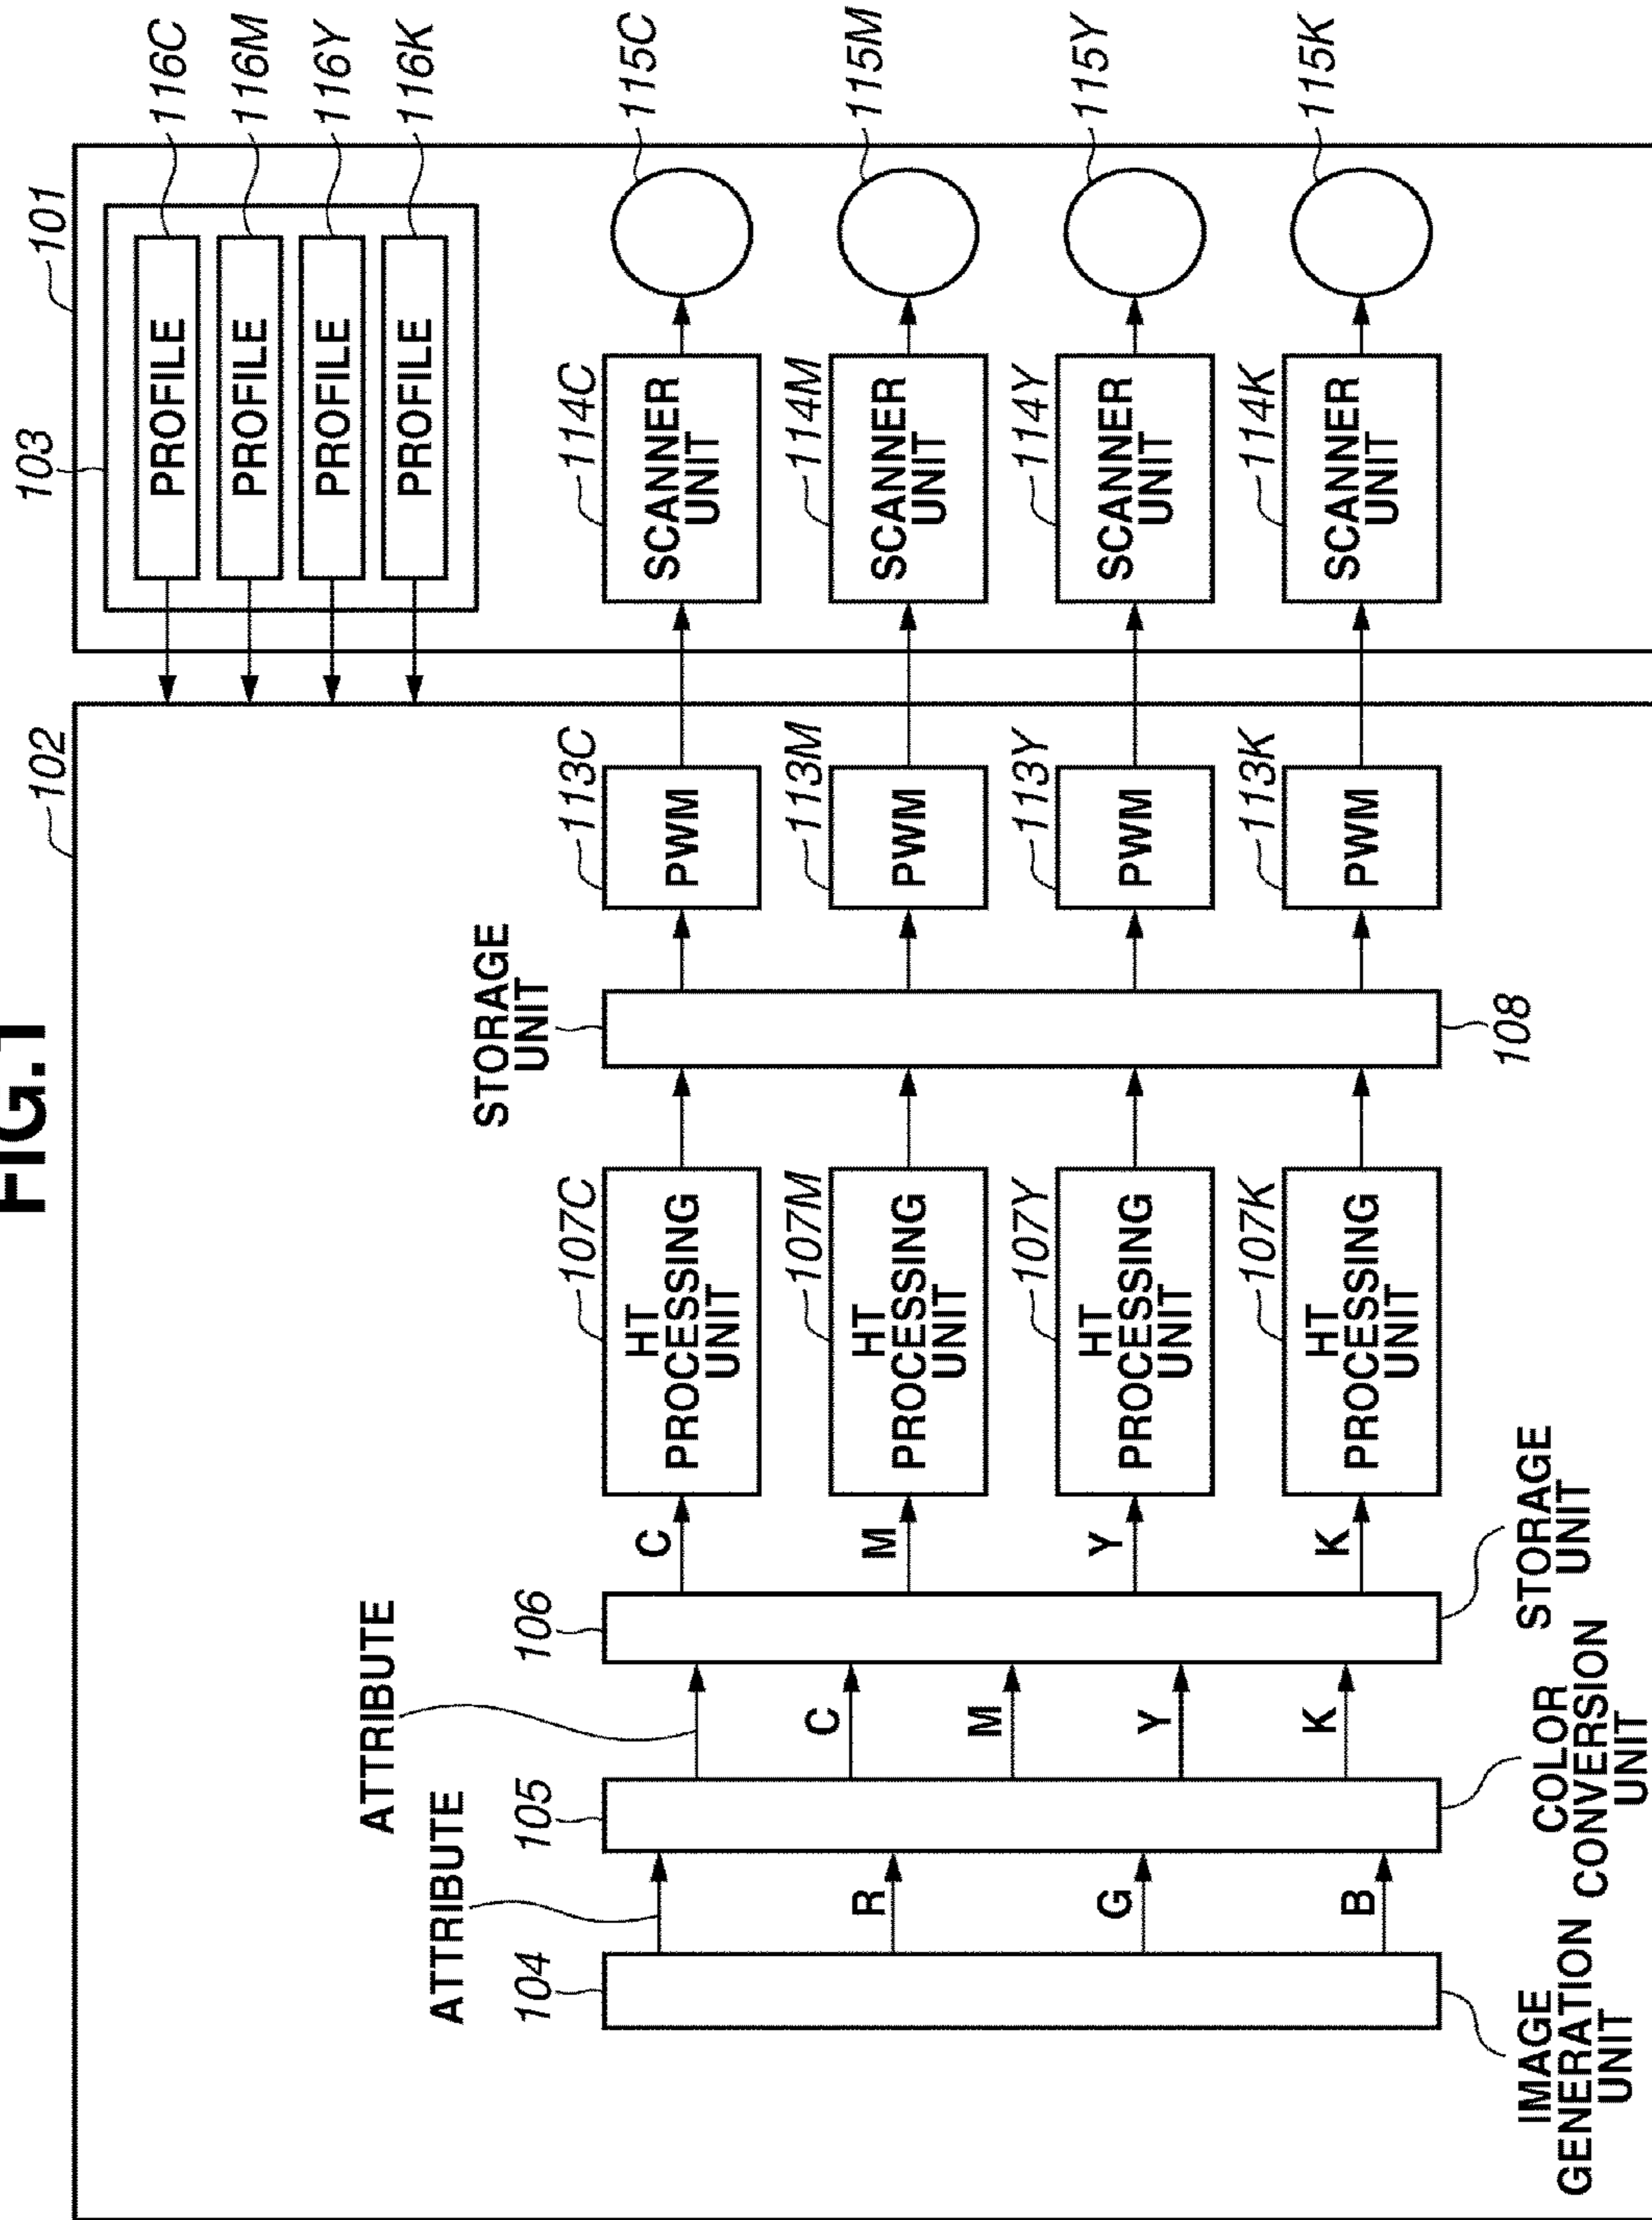 FIG.1
102
103
101
PROFILE
116C
PROFILE
116M
PROFILE
116Y
PROFILE
116K
ATTRIBUTE
ATTRIBUTE
STORAGE
UNIT
104
105
106
107C
113C
114C
115C
R
G
B
C
M
Y
K
C
HT
PROCESSING
UNIT
PWM
SCANNER
UNIT
107M
113M
114M
115M
M
HT
PROCESSING
UNIT
PWM
SCANNER
UNIT
107Y
113Y
114Y
115Y
Y
HT
PROCESSING
UNIT
PWM
SCANNER
UNIT
107K
113K
114K
115K
K
HT
PROCESSING
UNIT
PWM
SCANNER
UNIT
IMAGE
GENERATION
UNIT
COLOR
CONVERSION
UNIT
STORAGE
UNIT
108